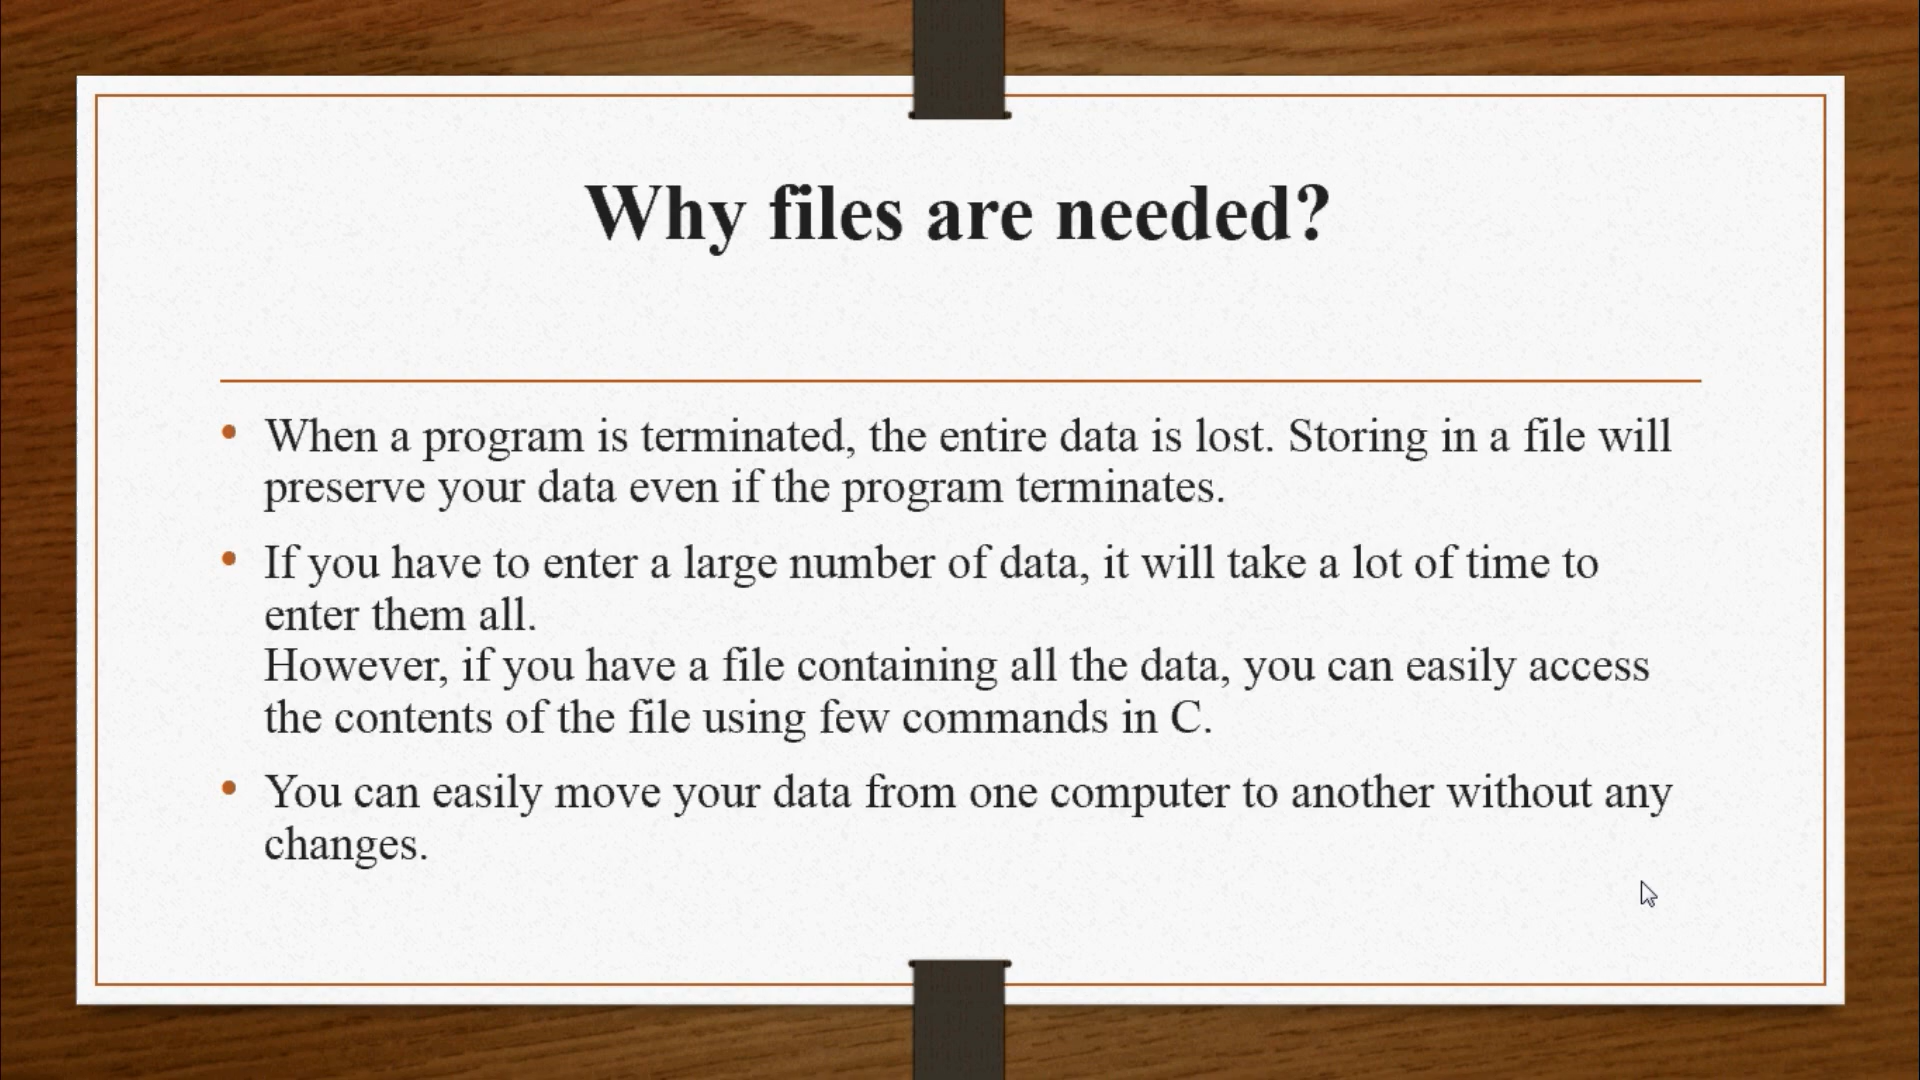 Why files are needed?
• When a program is terminated, the entire data is lost. Storing in a file will
preserve your data even if the program terminates.
• If you have to enter a large number of data, it will take a lot of time to
enter them all.
However, if you have a file containing all the data, you can easily access
the contents of the file using few commands in C.
• You can easily move your data from one computer to another without any
changes.